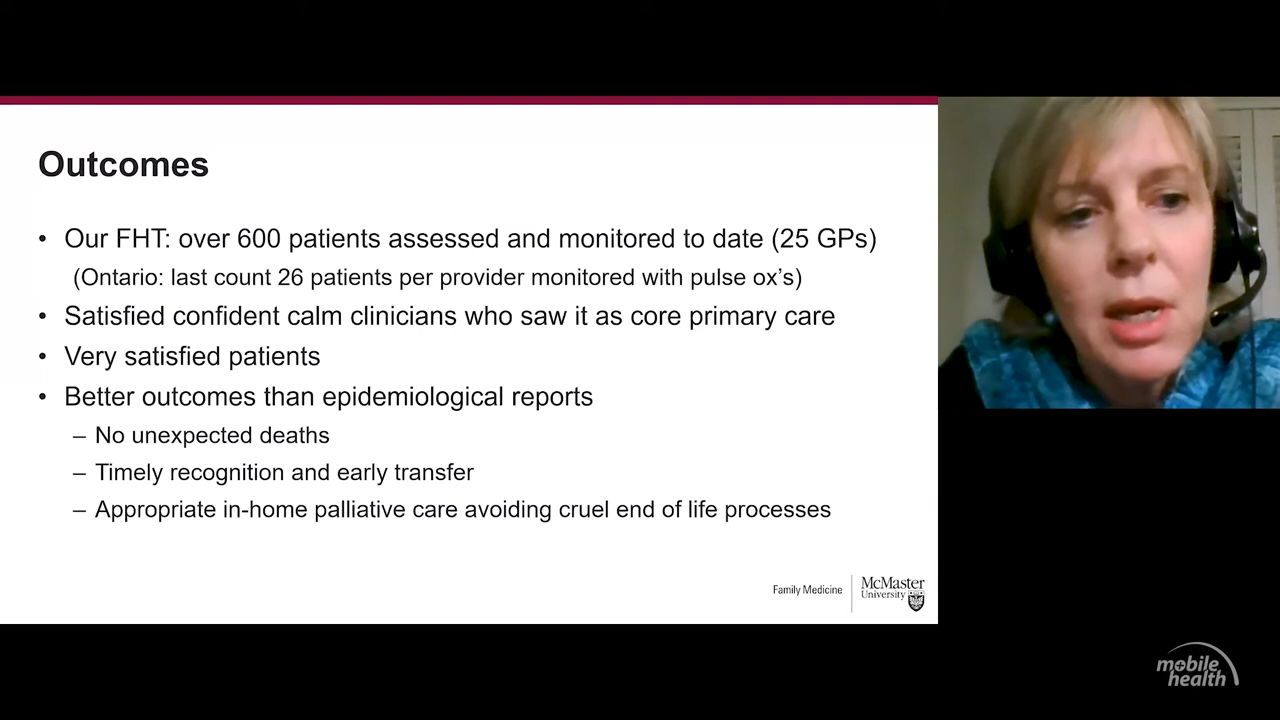 Outcomes
• Our FHT: over 600 patients assessed and monitored to date (25 GPs)
(Ontario: last count 26 patients per provider monitored with pulse ox’s)
• Satisfied confident calm clinicians who saw it as core primary care
• Very satisfied patients
• Better outcomes than epidemiological reports
– No unexpected deaths
– Timely recognition and early transfer
– Appropriate in-home palliative care avoiding cruel end of life processes
Family Medicine
McMaster
University
mobile
health